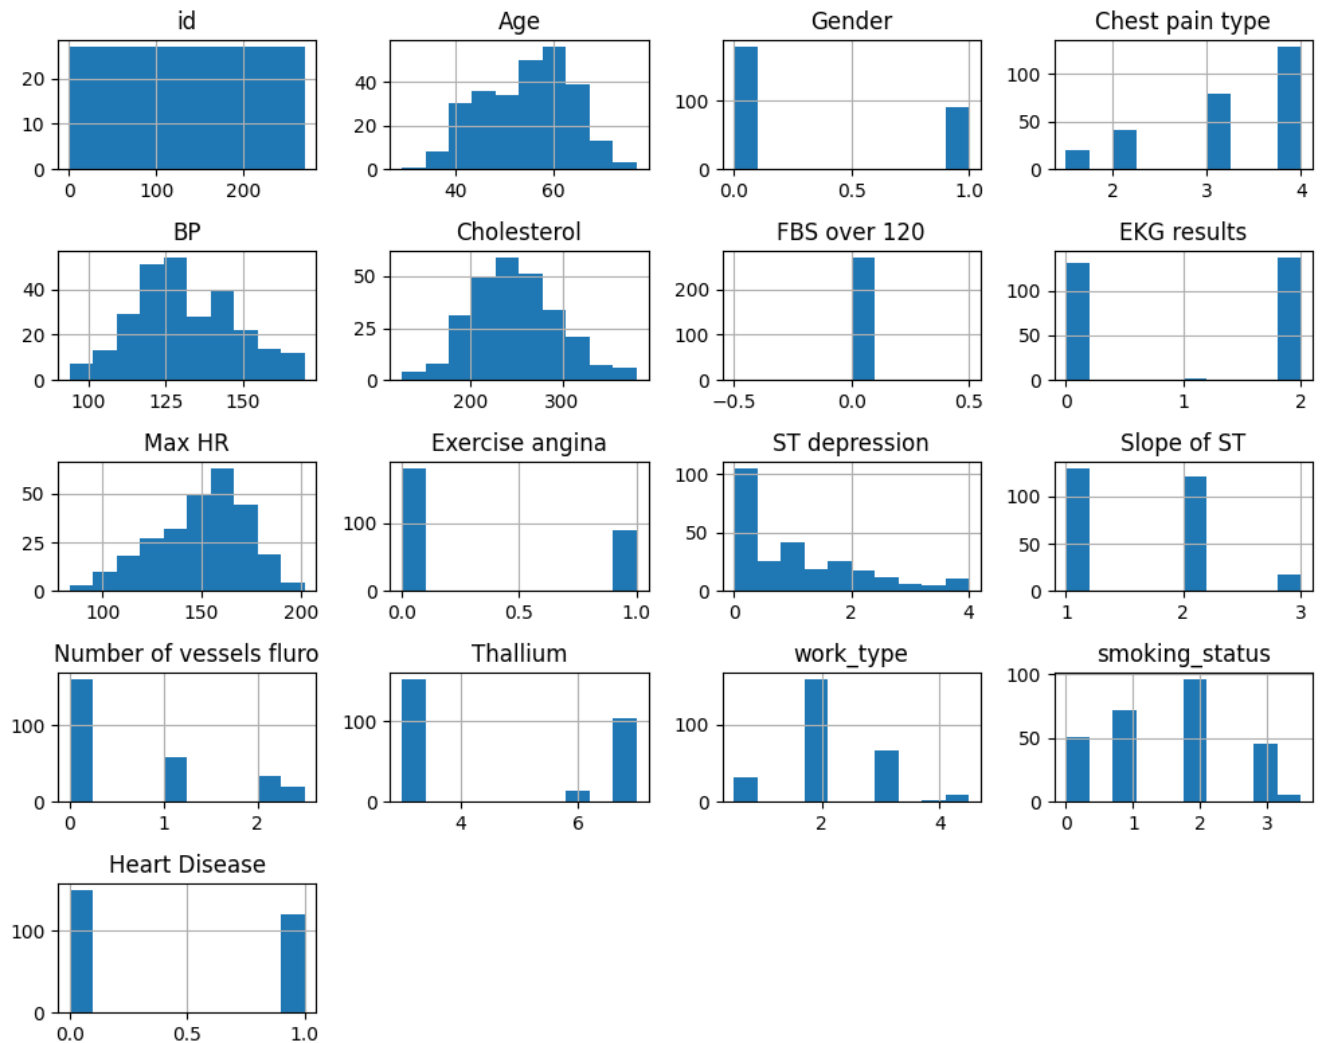 id Age Gender Chest pain type
20 10 0 40 20 0 100 0 100 50 0
0 100 200 40 60 0.0 0.5 1.0 2 3 4
BP Cholesterol FBS over 120 EKG results
40 20 0 50 25 0 200 100 0 100 50 0
100 125 150 200 300 −0.5 0.0 0.5 0 1 2
Max HR Exercise angina ST depression Slope of ST
50 25 0 100 0 100 50 0 100 50 0
100 150 200 0.0 0.5 1.0 0 2 4 1 2 3
Number of vessels fluro Thallium work_type smoking_status
100 0 100 0 100 0 100 50 0
0 1 2 4 6 2 4 0 1 2 3
Heart Disease
100 0
0.0 0.5 1.0